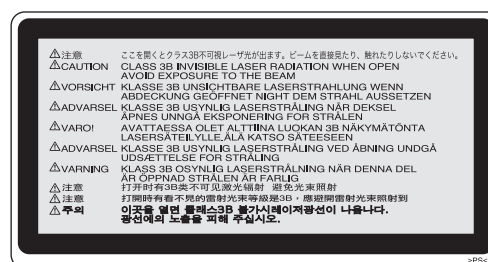 ⚠注意 ここを開くとクラス3B不可視レーザ光が出ます。ビームを直接見たり、触れたりしないでください。
⚠CAUTION CLASS 3B INVISIBLE LASER RADIATION WHEN OPEN
AVOID EXPOSURE TO THE BEAM
⚠VORSICHT KLASSE 3B UNSICHTBARE LASERSTRAHLUNG WENN
ABDECKUNG GEÖFFNET NIGHT DEM STRAHL AUSSETZEN
⚠ADVARSEL KLASSE 3B USYNLIG LASERSTRÅLING NÅR DEKSEL
ÅPNES UNNGÅ EKSPONERING FOR STRÅLEN
⚠VARO! AVATTAESSA OLET ALTTIINA LUOKAN 3B NÄKYMÄTÖNTÄ
LASERSÄTEILYLLE,ÄLÄ KATSO SÄTEESEEN
⚠ADVARSEL KLASSE 3B USYNLIG LASERSTRÅLING VED ÅBNING UNDGÅ
UDSÆTTELSE FOR STRÅLING
⚠VARNING KLASS 3B OSYNLIG LASERSTRÅLNING NÄR DENNA DEL
ÄR ÖPPNAD STRÅLEN ÄR FARLIG
⚠注意 打开时有3B类不可见激光辐射 避免光束照射
⚠注意 打開時有看不見的雷射光束等級是3B，應避開雷射光束照射到
⚠주의 이곳을 열면 클래스3B 불가시레이저광선이 나옵니다.
광선에의 노출을 피해 주십시오.
>PS<